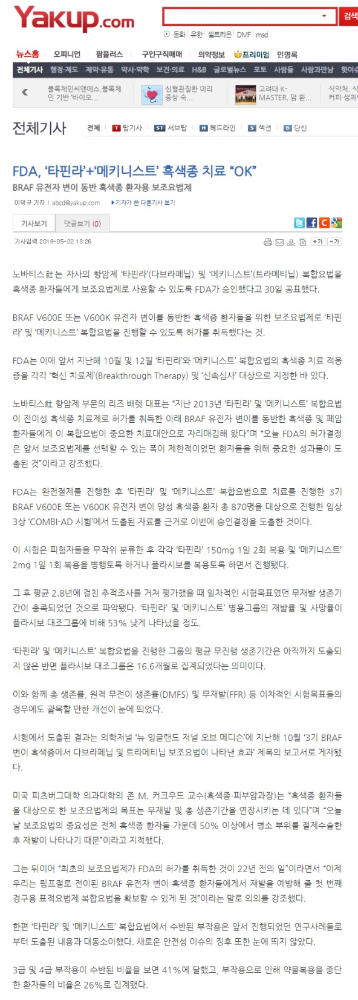 Yakup.com
검색
동화 유한 셀트리온 DMF msd
뉴스홈 오피니언 팜플러스 구인구직매매 의약정보 프리미엄 인명록
전체기사 행정·제도 제약·유통 약사·약학 보건·의료 H&B 글로벌뉴스 포토 사람들 사람과만남 핫이슈
블록체인씨앤에스,블록체
인 기반 '바이오...
심혈관질환 미리
증상 숙...
고려대 K-
MASTER, 암 환...
식약처, 식
커피·생과일
전체기사 전체 T 탑기사 ST 서브탑 H 헤드라인 S 섹션 B 단신
FDA, ‘타핀라’+‘메키니스트’ 흑색종 치료 “OK”
BRAF 유전자 변이 동반 흑색종 환자용 보조요법제
이덕규 기자 | abcd@yakup.com 기자가 쓴 다른기사 보기
기사보기 댓글보기 (0)
기사입력 2018-05-02 13:26 +가 -가
노바티스社는 자사의 항암제 ‘타핀라’(다브라페닙) 및 ‘메키니스트’(트라메티닙) 복합요법을
흑색종 환자들에게 보조요법제로 사용할 수 있도록 FDA가 승인했다고 30일 공표했다.
BRAF V600E 또는 V600K 유전자 변이를 동반한 흑색종 환자들을 위한 보조요법제로 ‘타핀
라’ 및 ‘메키니스트’ 복합요법을 진행할 수 있도록 허가를 취득했다는 것.
FDA는 이에 앞서 지난해 10월 및 12월 ‘타핀라’와 ‘메키니스트’ 복합요법의 흑색종 치료 적응
증을 각각 ‘혁신 치료제’(Breakthrough Therapy) 및 ‘신속심사’ 대상으로 지정한 바 있다.
노바티스社 항암제 부문의 리즈 배렛 대표는 “지난 2013년 ‘타핀라’ 및 ‘메키니스트’ 복합요법
이 전이성 흑색종 치료제로 허가를 취득한 이래 BRAF 유전자 변이를 동반한 흑색종 및 폐암
환자들에게 이 복합요법이 중요한 치료대안으로 자리매김해 왔다”며 “오늘 FDA의 허가결정
은 앞서 보조요법제를 선택할 수 있는 폭이 제한적이었던 환자들을 위해 중요한 성과물이 도
출된 것”이라고 강조했다.
FDA는 완전절제를 진행한 후 ‘타핀라’ 및 ‘메키니스트’ 복합요법으로 치료를 진행한 3기
BRAF V600E 또는 V600K 유전자 변이 양성 흑색종 환자 총 870명을 대상으로 진행한 임상
3상 ‘COMBI-AD 시험’에서 도출된 자료를 근거로 이번에 승인결정을 도출한 것이다.
이 시험은 피험자들을 무작위 분류한 후 각각 ‘타핀라’ 150mg 1일 2회 복용 및 ‘메키니스트’
2mg 1일 1회 복용을 병행토록 하거나 플라시보를 복용토록 하면서 진행됐다.
그 후 평균 2.8년에 걸친 추적조사를 거쳐 평가했을 때 일차적인 시험목표였던 무재발 생존기
간이 충족되었던 것으로 파악됐다. ‘타핀라’ 및 ‘메키니스트’ 병용그룹의 재발률 및 사망률이
플라시보 대조그룹에 비해 53% 낮게 나타났을 정도.
‘타핀라’ 및 ‘메키니스트’ 복합요법을 진행한 그룹의 평균 무진행 생존기간은 아직까지 도출되
지 않은 반면 플라시보 대조그룹은 16.6개월로 집계되었다는 의미이다.
이와 함께 총 생존률, 원격 무전이 생존률(DMFS) 및 무재발(FFR) 등 이차적인 시험목표들의
경우에도 괄목할 만한 개선이 눈에 띄었다.
시험에서 도출된 결과는 의학저널 ‘뉴 잉글랜드 저널 오브 메디슨’에 지난해 10월 ‘3기 BRAF
변이 흑색종에서 다브라페닙 및 트라메티닙 보조요법이 나타낸 효과’ 제목의 보고서로 게재됐
다.
미국 피츠버그대학 의과대학의 존 M. 커크우드 교수(흑색종·피부암과장)는 “흑색종 환자들
을 대상으로 한 보조요법제의 목표는 무재발 및 총 생존기간을 연장시키는 데 있다”며 “오늘
날 보조요법의 중요성은 전체 흑색종 환자들 가운데 50% 이상에서 병소 부위를 절제수술한
후 재발이 나타나기 때문”이라고 지적했다.
그는 뒤이어 “최초의 보조요법제가 FDA의 허가를 취득한 것이 22년 전의 일”이라면서 “이제
우리는 림프절로 전이된 BRAF 유전자 변이 흑색종 환자들에게서 재발을 예방해 줄 첫 번째
경구용 표적요법제 복합요법을 확보할 수 있게 된 것”이라는 말로 의의를 강조했다.
한편 ‘타핀라’ 및 ‘메키니스트’ 복합요법에서 수반된 부작용은 앞서 진행되었던 연구사례들로
부터 도출된 내용과 대동소이했다. 새로운 안전성 이슈의 징후 또한 눈에 띄지 않았다.
3급 및 4급 부작용이 수반된 비율을 보면 41%에 달했고, 부작용으로 인해 약물복용을 중단
한 환자들의 비율은 26%로 집계됐다.